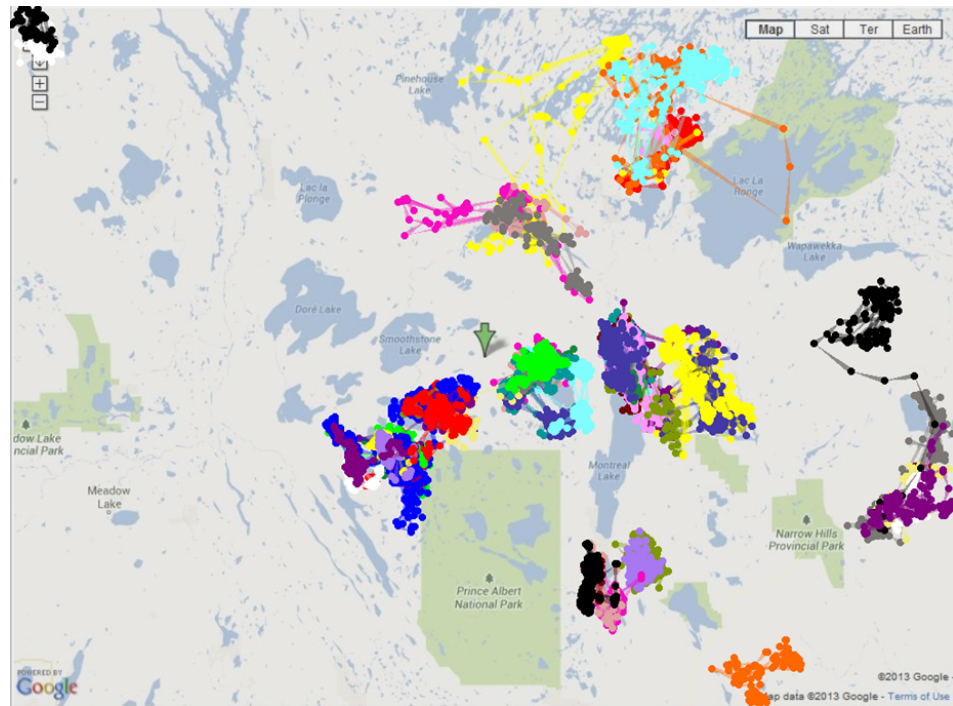 Map Sat Ter Earth
Pinehouse
Lake
Lac La
Ronge
Lac la
Plonge
Wapawekka
Lake
Doré Lake
Smoothstone
Lake
dow Lake
ncial Park
Montreal
Lake
Meadow
Lake
Narrow Hills
Provincial Park
Prince Albert
National Park
POWERED BY
Google
©2013 Google -
Map data ©2013 Google - Terms of Use